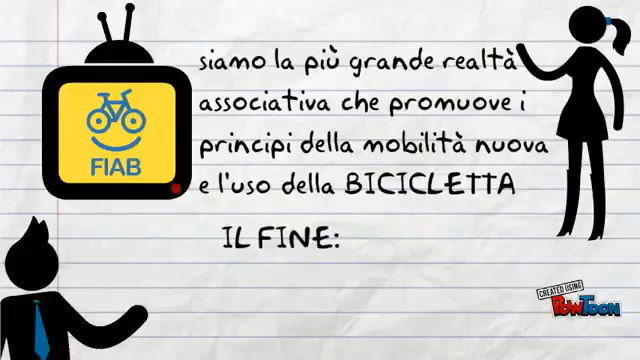 siamo la più grande realtà
associativa che promuove i
principi della mobilità nuova
e l'uso della BICICLETTA
FIAB
IL FINE:
CREATED USING
POWTOON